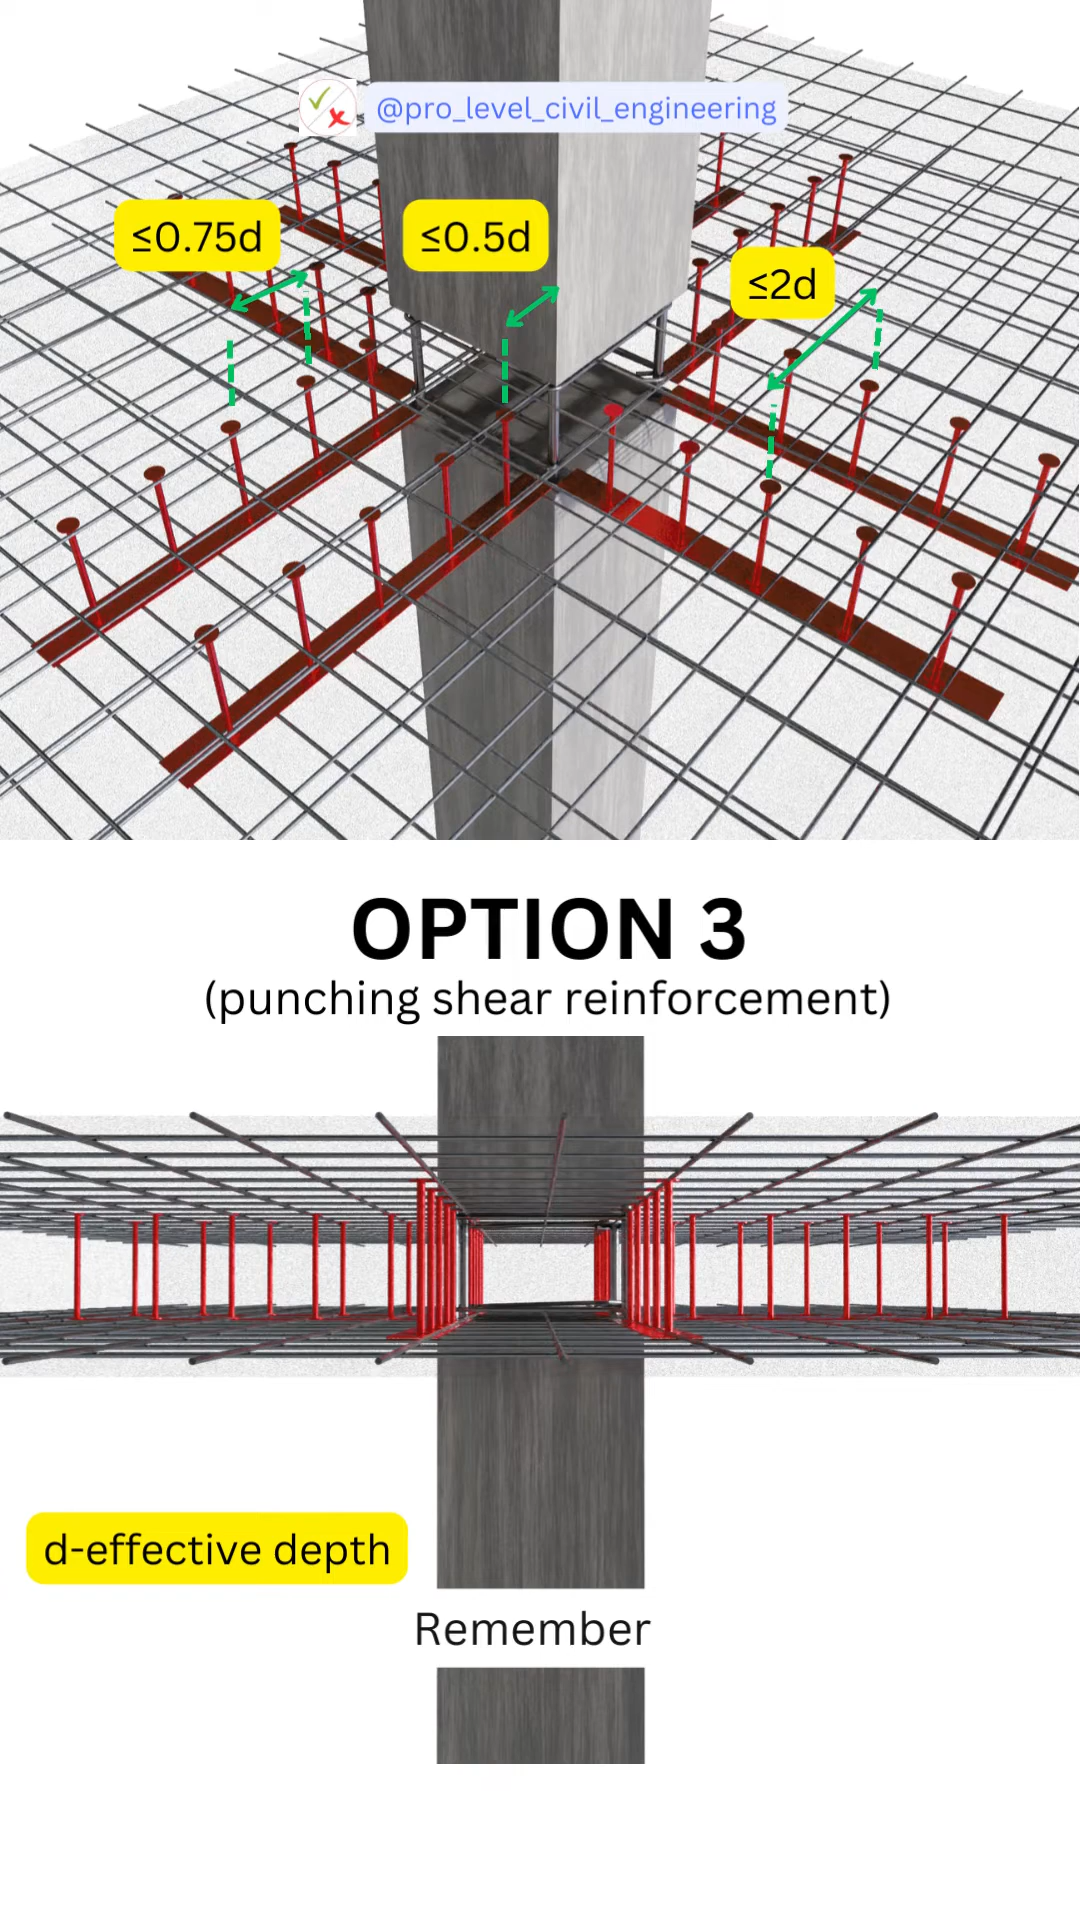 @pro_level_civil_engineering
≤0.75d
≤0.5d
≤2d
OPTION 3
(punching shear reinforcement)
d-effective depth
Remember